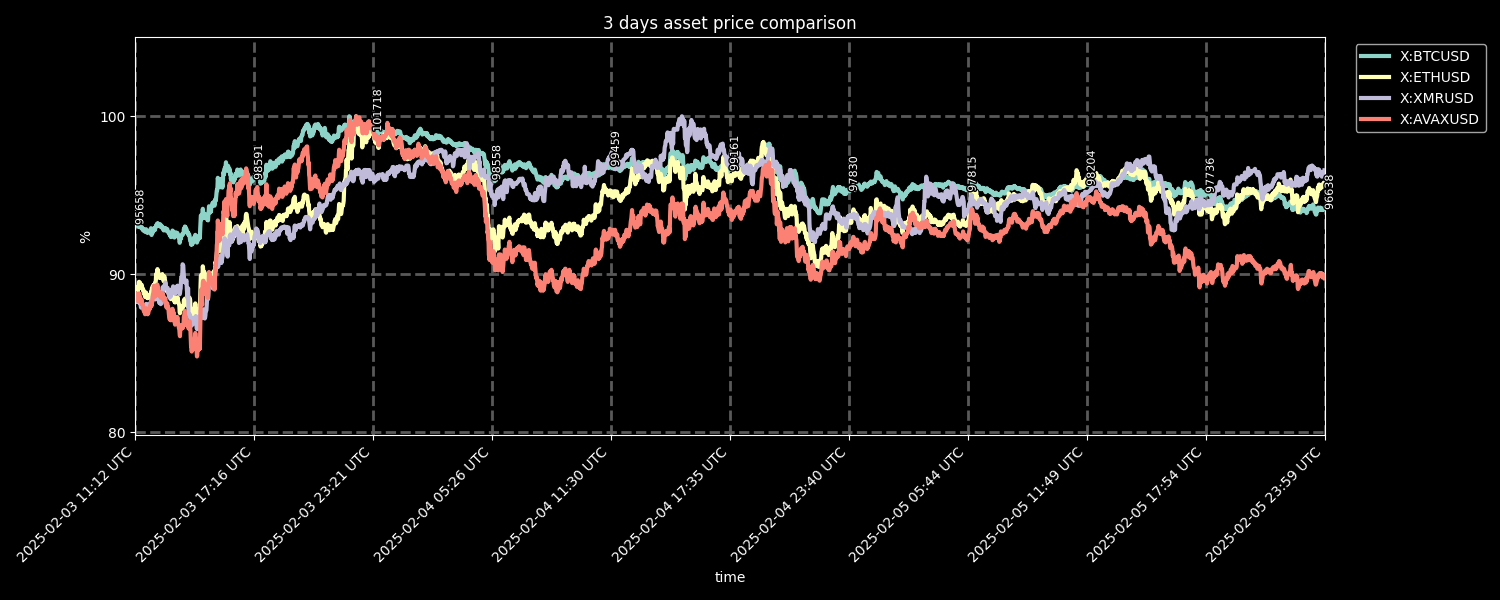 3 days asset price comparison
X:BTCUSD
X:ETHUSD
X:XMRUSD
X:AVAXUSD
100
90
80
%
95658
98591
101718
98558
99459
99161
97830
97815
98204
97736
96638
2025-02-03 11:12 UTC
2025-02-03 17:16 UTC
2025-02-03 23:21 UTC
2025-02-04 05:26 UTC
2025-02-04 11:30 UTC
2025-02-04 17:35 UTC
2025-02-04 23:40 UTC
2025-02-05 05:44 UTC
2025-02-05 11:49 UTC
2025-02-05 17:54 UTC
2025-02-05 23:59 UTC
time